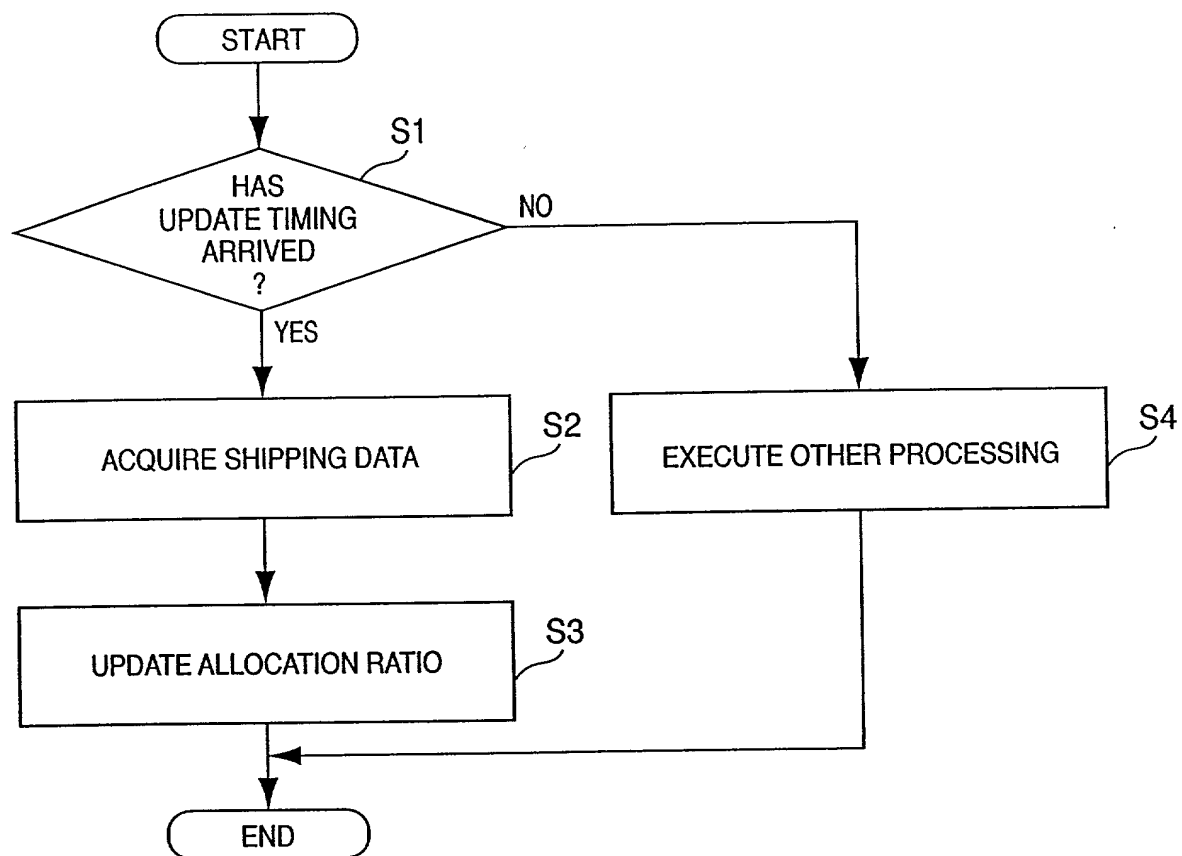 START
S1
HAS
UPDATE TIMING
ARRIVED
?
NO
YES
ACQUIRE SHIPPING DATA
S2
EXECUTE OTHER PROCESSING
S4
UPDATE ALLOCATION RATIO
S3
END